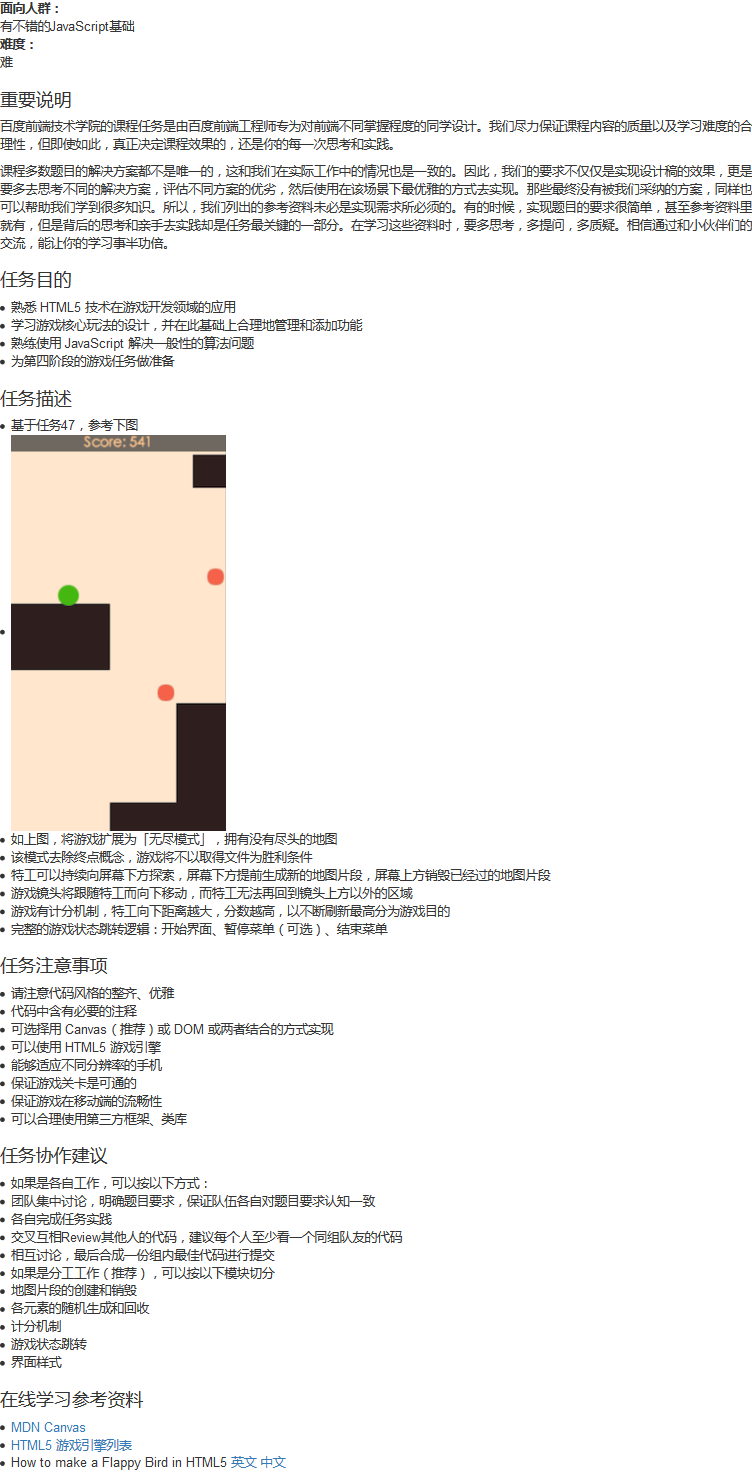 面向人群：
有不错的JavaScript基础
难度：
难
重要说明
百度前端技术学院的课程任务是由百度前端工程师专为对前端不同掌握程度的同学设计。我们尽力保证课程内容的质量以及学习难度的合
理性，但即使如此，真正决定课程效果的，还是你的每一次思考和实践。
课程多数题目的解决方案都不是唯一的，这和我们在实际工作中的情况也是一致的。因此，我们的要求不仅仅是实现设计稿的效果，更是
要多去思考不同的解决方案，评估不同方案的优劣，然后使用在该场景下最优雅的方式去实现。那些最终没有被我们采纳的方案，同样也
可以帮助我们学到很多知识。所以，我们列出的参考资料未必是实现需求所必须的。有的时候，实现题目的要求很简单，甚至参考资料里
就有，但是背后的思考和亲手去实践却是任务最关键的一部分。在学习这些资料时，要多思考，多提问，多质疑。相信通过和小伙伴们的
交流，能让你的学习事半功倍。
任务目的
熟悉 HTML5 技术在游戏开发领域的应用
学习游戏核心玩法的设计，并在此基础上合理地管理和添加功能
熟练使用 JavaScript 解决一般性的算法问题
为第四阶段的游戏任务做准备
任务描述
基于任务47，参考下图
Score: 541
如上图，将游戏扩展为「无尽模式」，拥有没有尽头的地图
该模式去除终点概念，游戏将不以取得文件为胜利条件
特工可以持续向屏幕下方探索，屏幕下方提前生成新的地图片段，屏幕上方销毁已经过的地图片段
游戏镜头将跟随特工而向下移动，而特工无法再回到镜头上方以外的区域
游戏有计分机制，特工向下距离越大，分数越高，以不断刷新最高分为游戏目的
完整的游戏状态跳转逻辑：开始界面、暂停菜单（可选）、结束菜单
任务注意事项
请注意代码风格的整齐、优雅
代码中含有必要的注释
可选择用 Canvas（推荐）或 DOM 或两者结合的方式实现
可以使用 HTML5 游戏引擎
能够适应不同分辨率的手机
保证游戏关卡是可通的
保证游戏在移动端的流畅性
可以合理使用第三方框架、类库
任务协作建议
如果是各自工作，可以按以下方式：
团队集中讨论，明确题目要求，保证队伍各自对题目要求认知一致
各自完成任务实践
交叉互相Review其他人的代码，建议每个人至少看一个同组队友的代码
相互讨论，最后合成一份组内最佳代码进行提交
如果是分工工作（推荐），可以按以下模块切分
地图片段的创建和销毁
各元素的随机生成和回收
计分机制
游戏状态跳转
界面样式
在线学习参考资料
MDN Canvas
HTML5 游戏引擎列表
How to make a Flappy Bird in HTML5 英文 中文